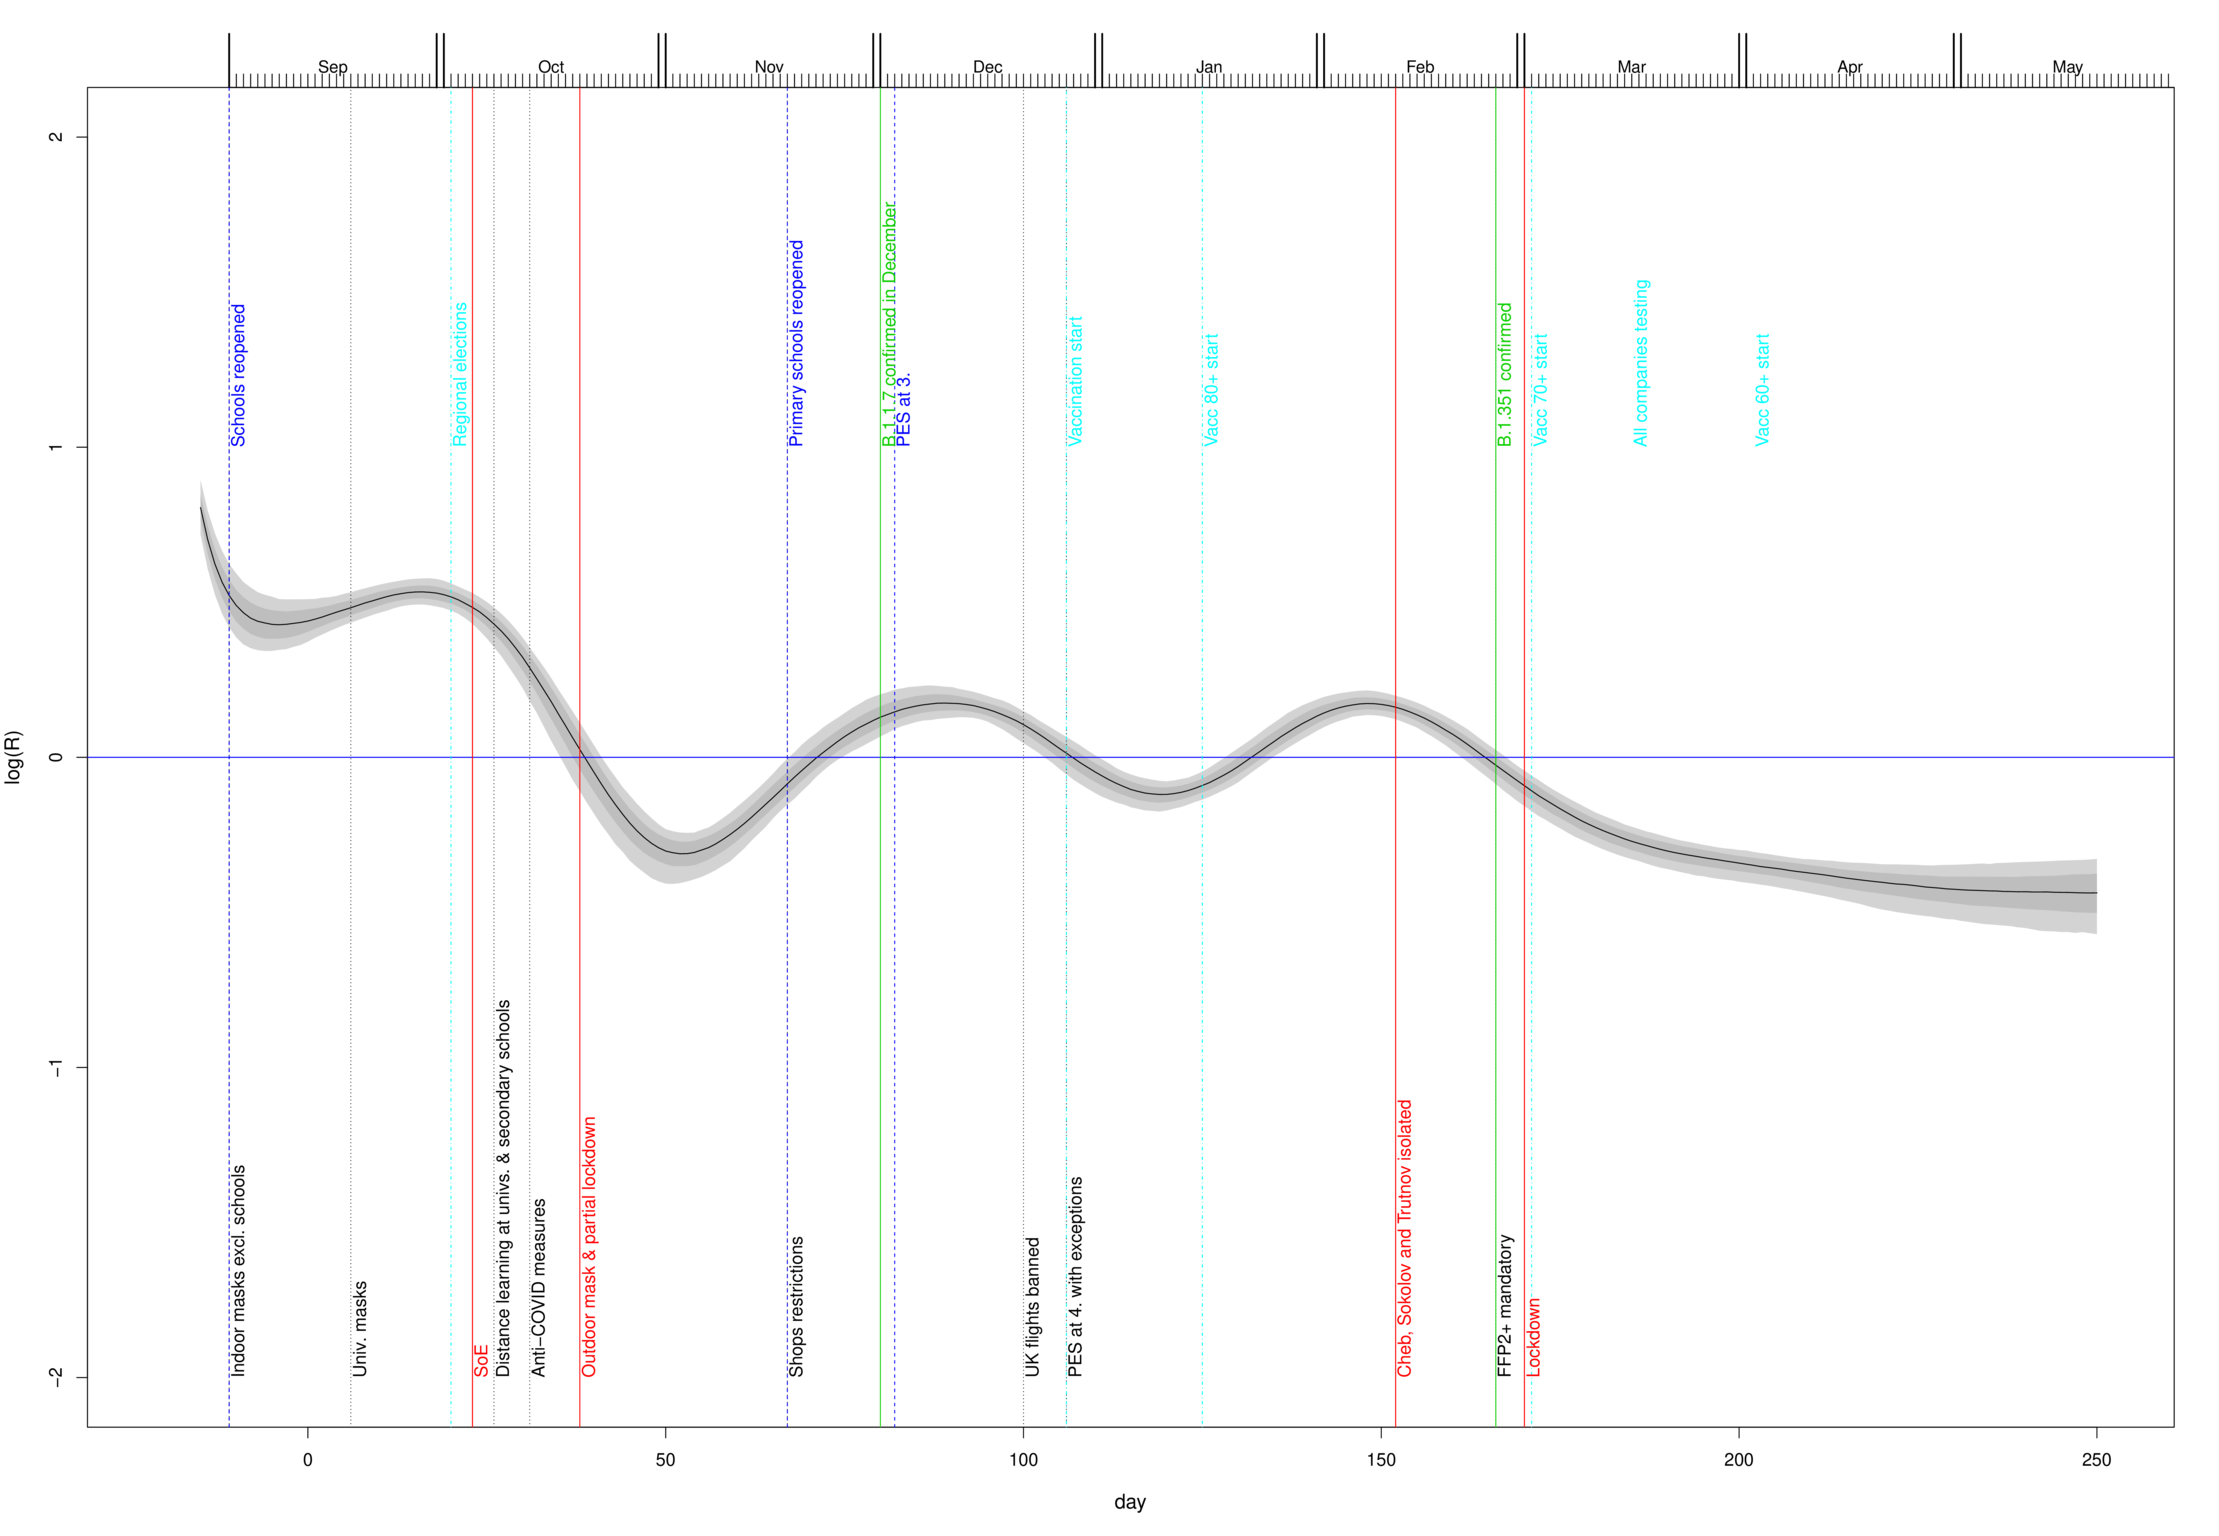 Sep
Oct
Nov
Dec
Jan
Feb
Mar
Apr
May
2
1
0
−1
−2
log(R)
Schools reopened
Regional elections
Primary schools reopened
B.1.1.7 confirmed in December
PES at 3.
Vaccination start
Vacc 80+ start
B.1.351 confirmed
Vacc 70+ start
All companies testing
Vacc 60+ start
Indoor masks excl. schools
Univ. masks
SoE
Distance learning at univs. & secondary schools
Anti−COVID measures
Outdoor mask & partial lockdown
Shops restrictions
UK flights banned
PES at 4. with exceptions
Cheb, Sokolov and Trutnov isolated
FFP2+ mandatory
Lockdown
0
50
100
150
200
250
day